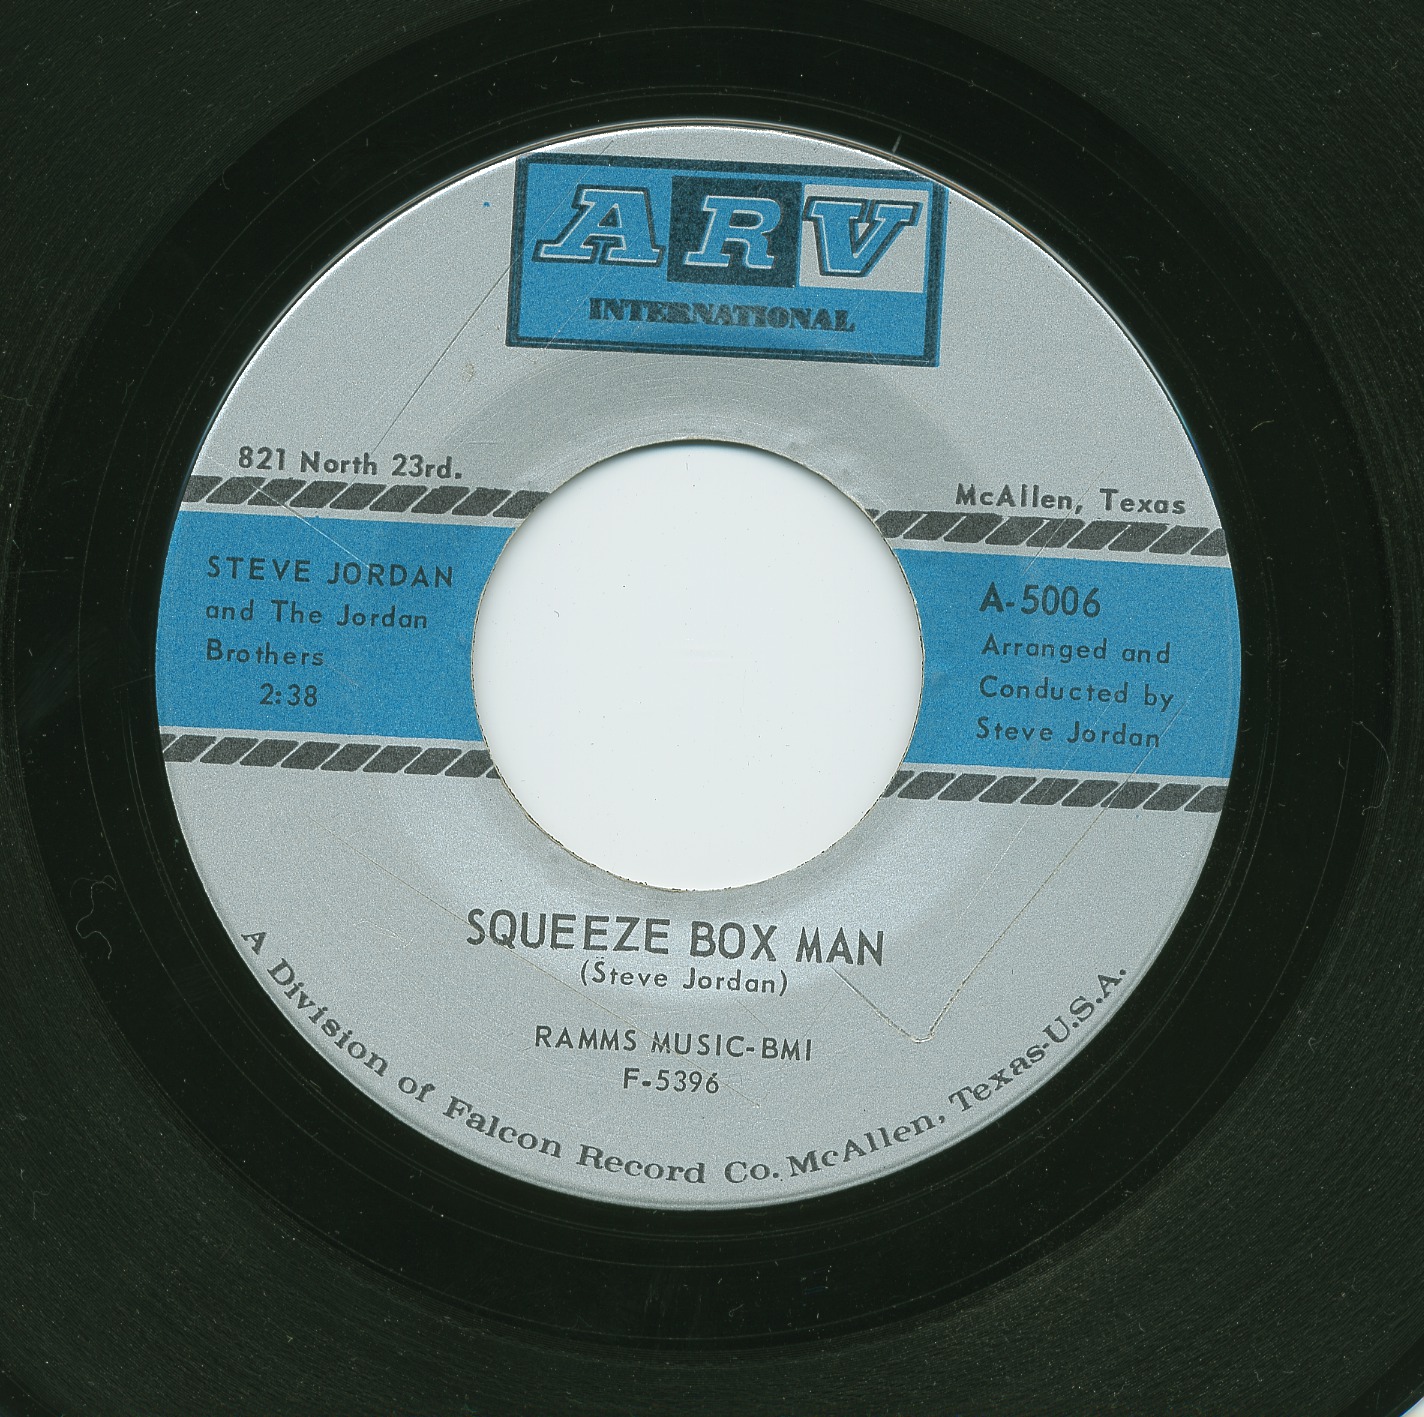 ARV
INTERNATIONAL
821 North 23rd.
McAllen, Texas
STEVE JORDAN
and The Jordan
Brothers
2:38
A-5006
Arranged and
Conducted by
Steve Jordan
SQUEEZE BOX MAN
(Steve Jordan)
RAMMS MUSIC-BMI
F-5396
A Division of Falcon Record Co. McAllen, Texas-U.S.A.